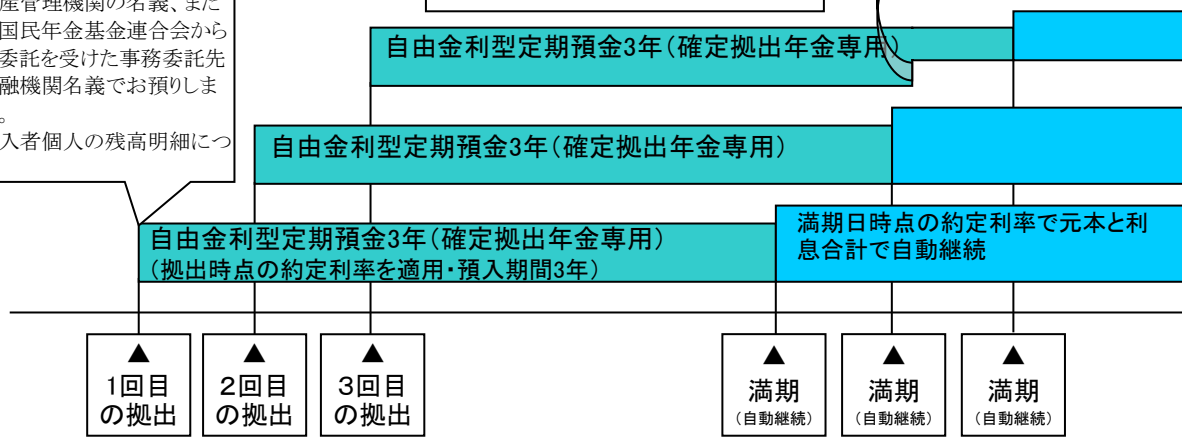 産管理機関の名義、また
国民年金基金連合会から
委託を受けた事務委託先
融機関名義でお預りしま
。
入者個人の残高明細につ
自由金利型定期預金3年(確定拠出年金専用)
自由金利型定期預金3年(確定拠出年金専用)
自由金利型定期預金3年(確定拠出年金専用)
(拠出時点の約定利率を適用・預入期間3年)
満期日時点の約定利率で元本と利
息合計で自動継続
▲
1回目
の拠出
▲
2回目
の拠出
▲
3回目
の拠出
▲
満期
(自動継続)
▲
満期
(自動継続)
▲
満期
(自動継続)